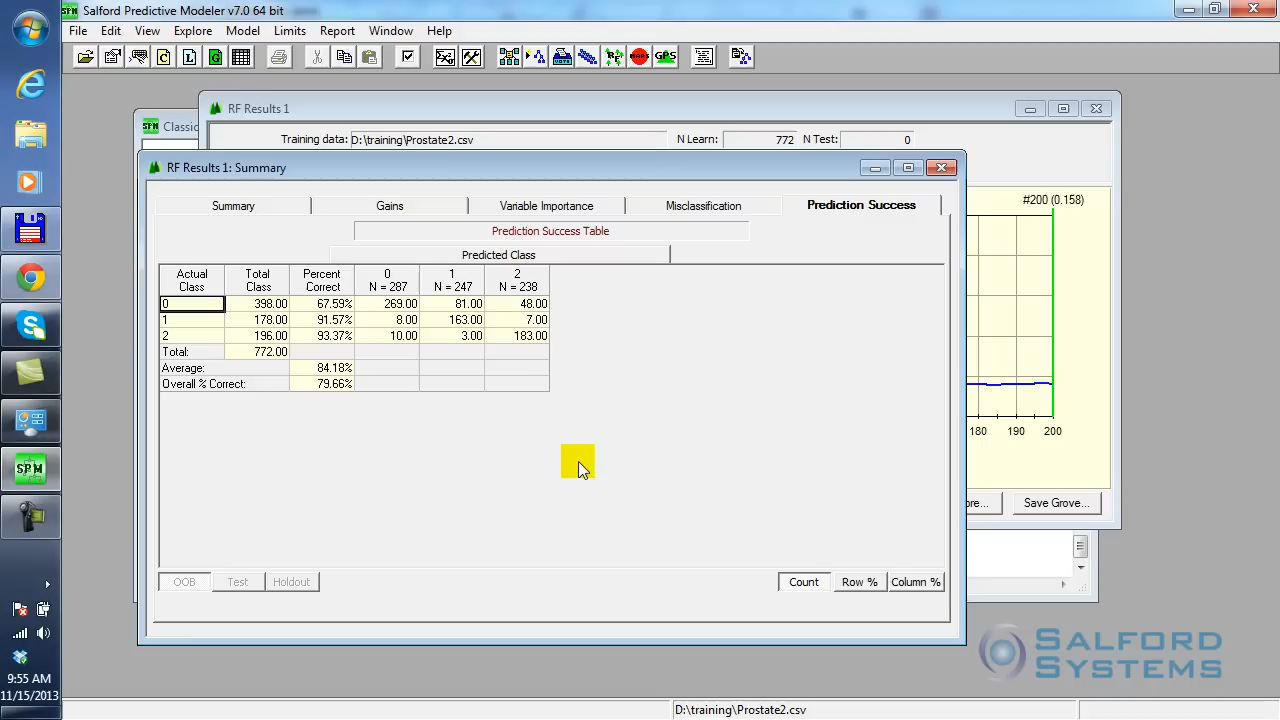 Salford Predictive Modeler v7.0 64 bit
File Edit View Explore Model Limits Report Window Help
RF Results 1
Classic
Training data: D:\training\Prostate2.csv N Learn: 772 N Test: 0
RF Results 1: Summary
#200 (0.158)
Summary Gains Variable Importance Misclassification Prediction Success
Prediction Success Table
Predicted Class
Actual Class Total Class Percent Correct 0 N = 287 1 N = 247 2 N = 238
0 398.00 67.59% 269.00 81.00 48.00
1 178.00 91.57% 8.00 163.00 7.00
2 196.00 93.37% 10.00 3.00 183.00
Total: 772.00
Average: 84.18%
Overall % Correct: 79.66%
180 190 200
ore... Save Grove...
OOB Test Holdout Count Row % Column %
SPM
SALFORD
SYSTEMS
9:55 AM
11/15/2013
D:\training\Prostate2.csv